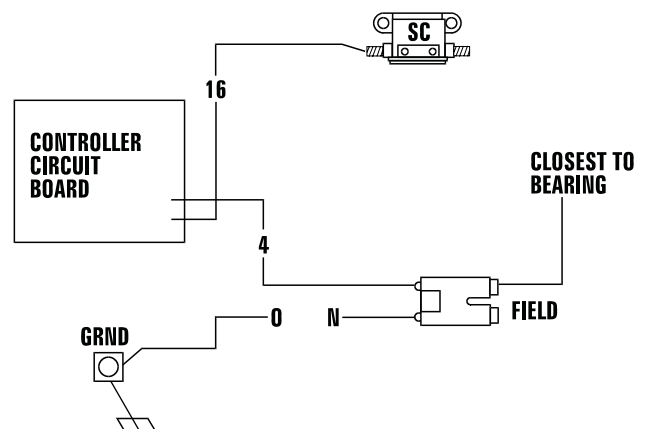 SC
16
CONTROLLER
CIRCUIT
BOARD
CLOSEST TO
BEARING
4
0
N
FIELD
GRND